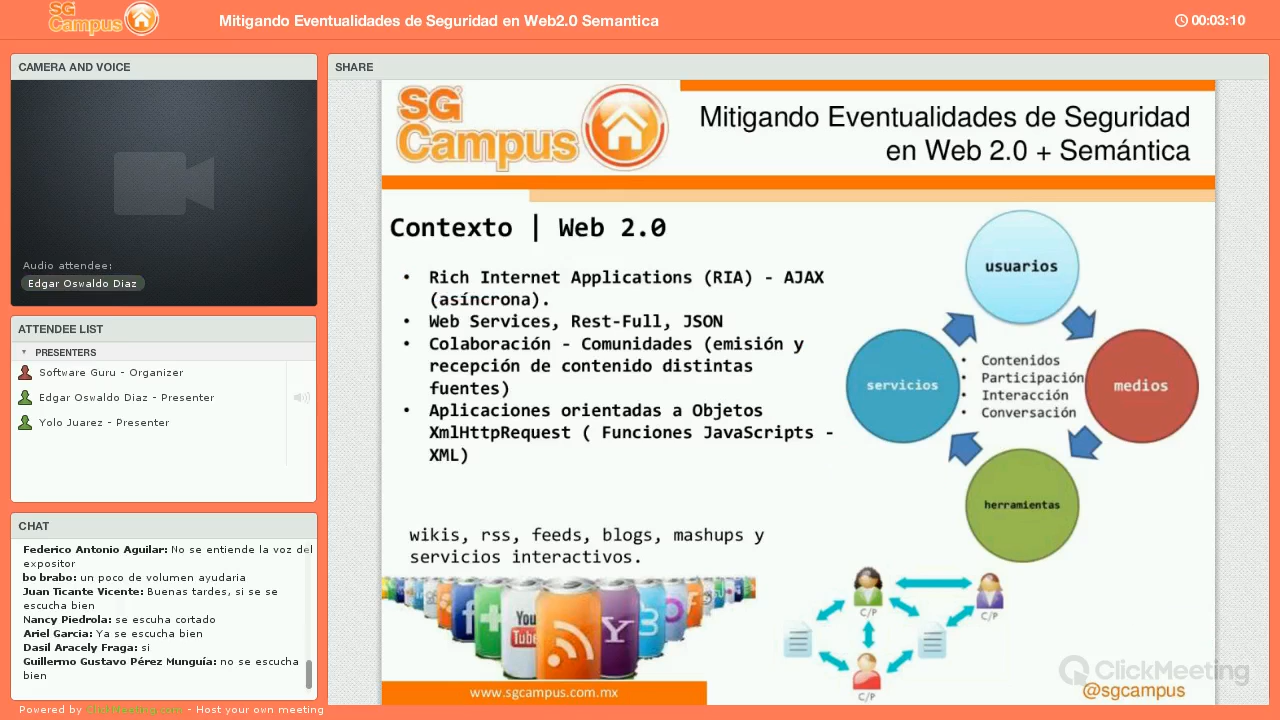 SG
Campus
Mitigando Eventualidades de Seguridad en Web2.0 Semantica
00:03:10
CAMERA AND VOICE
Audio attendee:
Edgar Oswaldo Diaz
ATTENDEE LIST
PRESENTERS
Software Guru - Organizer
Edgar Oswaldo Diaz - Presenter
Yolo Juarez - Presenter
CHAT
Federico Antonio Aguilar: No se entiende la voz del
expositor
bo brabo: un poco de volumen ayudaria
Juan Ticante Vicente: Buenas tardes, si se se
escucha bien
Nancy Piedrola: se esculta cortado
Ariel García: Ya se escucha bien
Dasil Aracely Fraga: si
Guillermo Gustavo Pérez Munguía: no se escucha
bien
Powered by ClickMeeting.com - Host your own meeting
SHARE
SG
Campus
Mitigando Eventualidades de Seguridad
en Web 2.0 + Semántica
Contexto | Web 2.0
• Rich Internet Applications (RIA) - AJAX
(asíncrona).
• Web Services, Rest-Full, JSON
• Colaboración - Comunidades (emisión y
recepción de contenido distintas
fuentes)
• Aplicaciones orientadas a Objetos
XmlHttpRequest ( Funciones JavaScripts -
XML)
wikis, rss, feeds, blogs, mashups y
servicios interactivos.
usuarios
servicios
• Contenidos
• Participación
• Interacción
• Conversación
medios
herramientas
You
Tube
Y
C/P
C/P
C/P
www.sgcampus.com.mx
ClickMeeting
@sgcampus